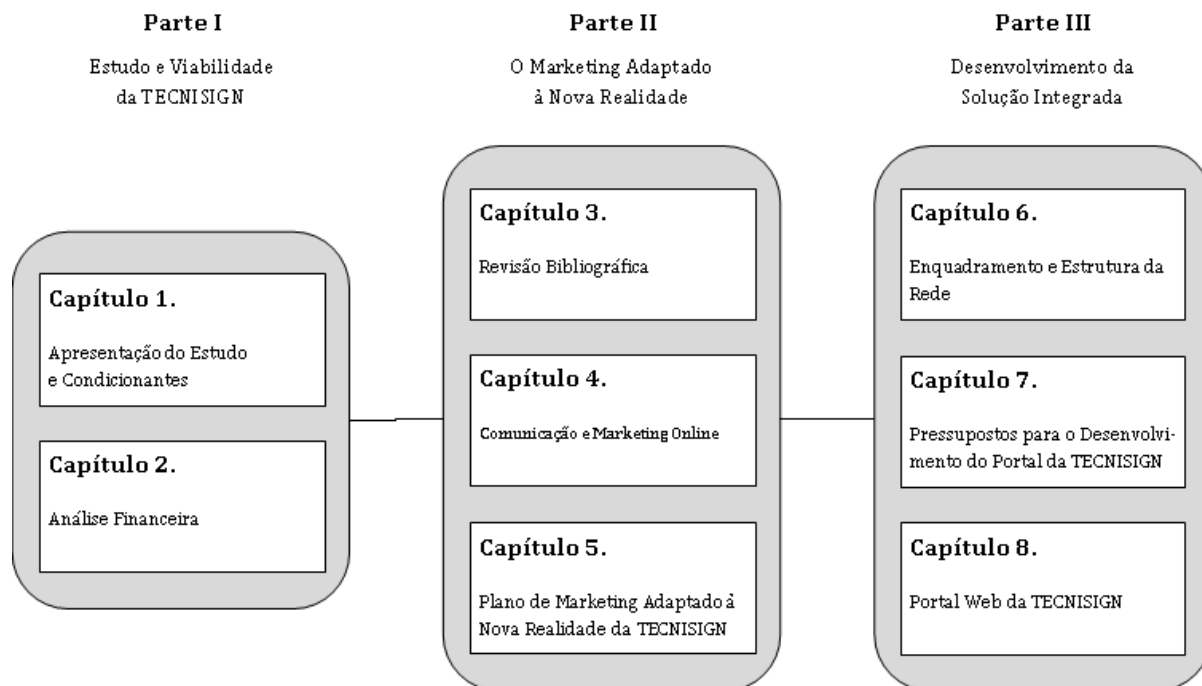 Parte I
Estudo e Viabilidade
da TECNISIGN
Capítulo 1.
Apresentação do Estudo
e Condicionantes
Capítulo 2.
Análise Financeira
Parte II
O Marketing Adaptado
à Nova Realidade
Capítulo 3.
Revisão Bibliográfica
Capítulo 4.
Comunicação e Marketing Online
Capítulo 5.
Plano de Marketing Adaptado à
Nova Realidade da TECNISIGN
Parte III
Desenvolvimento da
Solução Integrada
Capítulo 6.
Enquadramento e Estrutura da
Rede
Capítulo 7.
Pressupostos para o Desenvolvi-
mento do Portal da TECNISIGN
Capítulo 8.
Portal Web da TECNISIGN